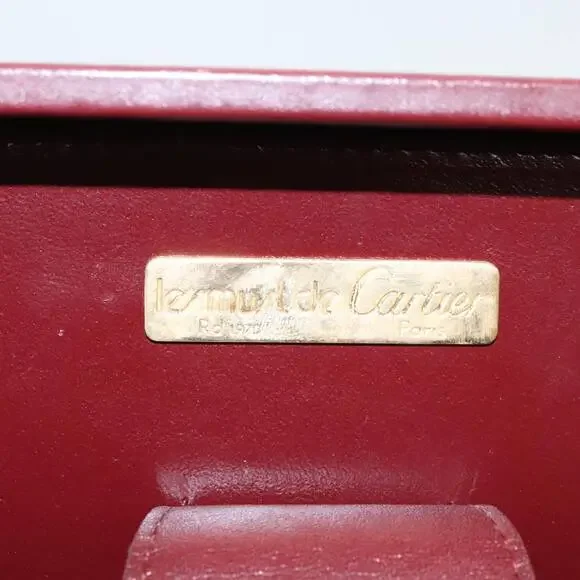 les must de Cartier
Paris